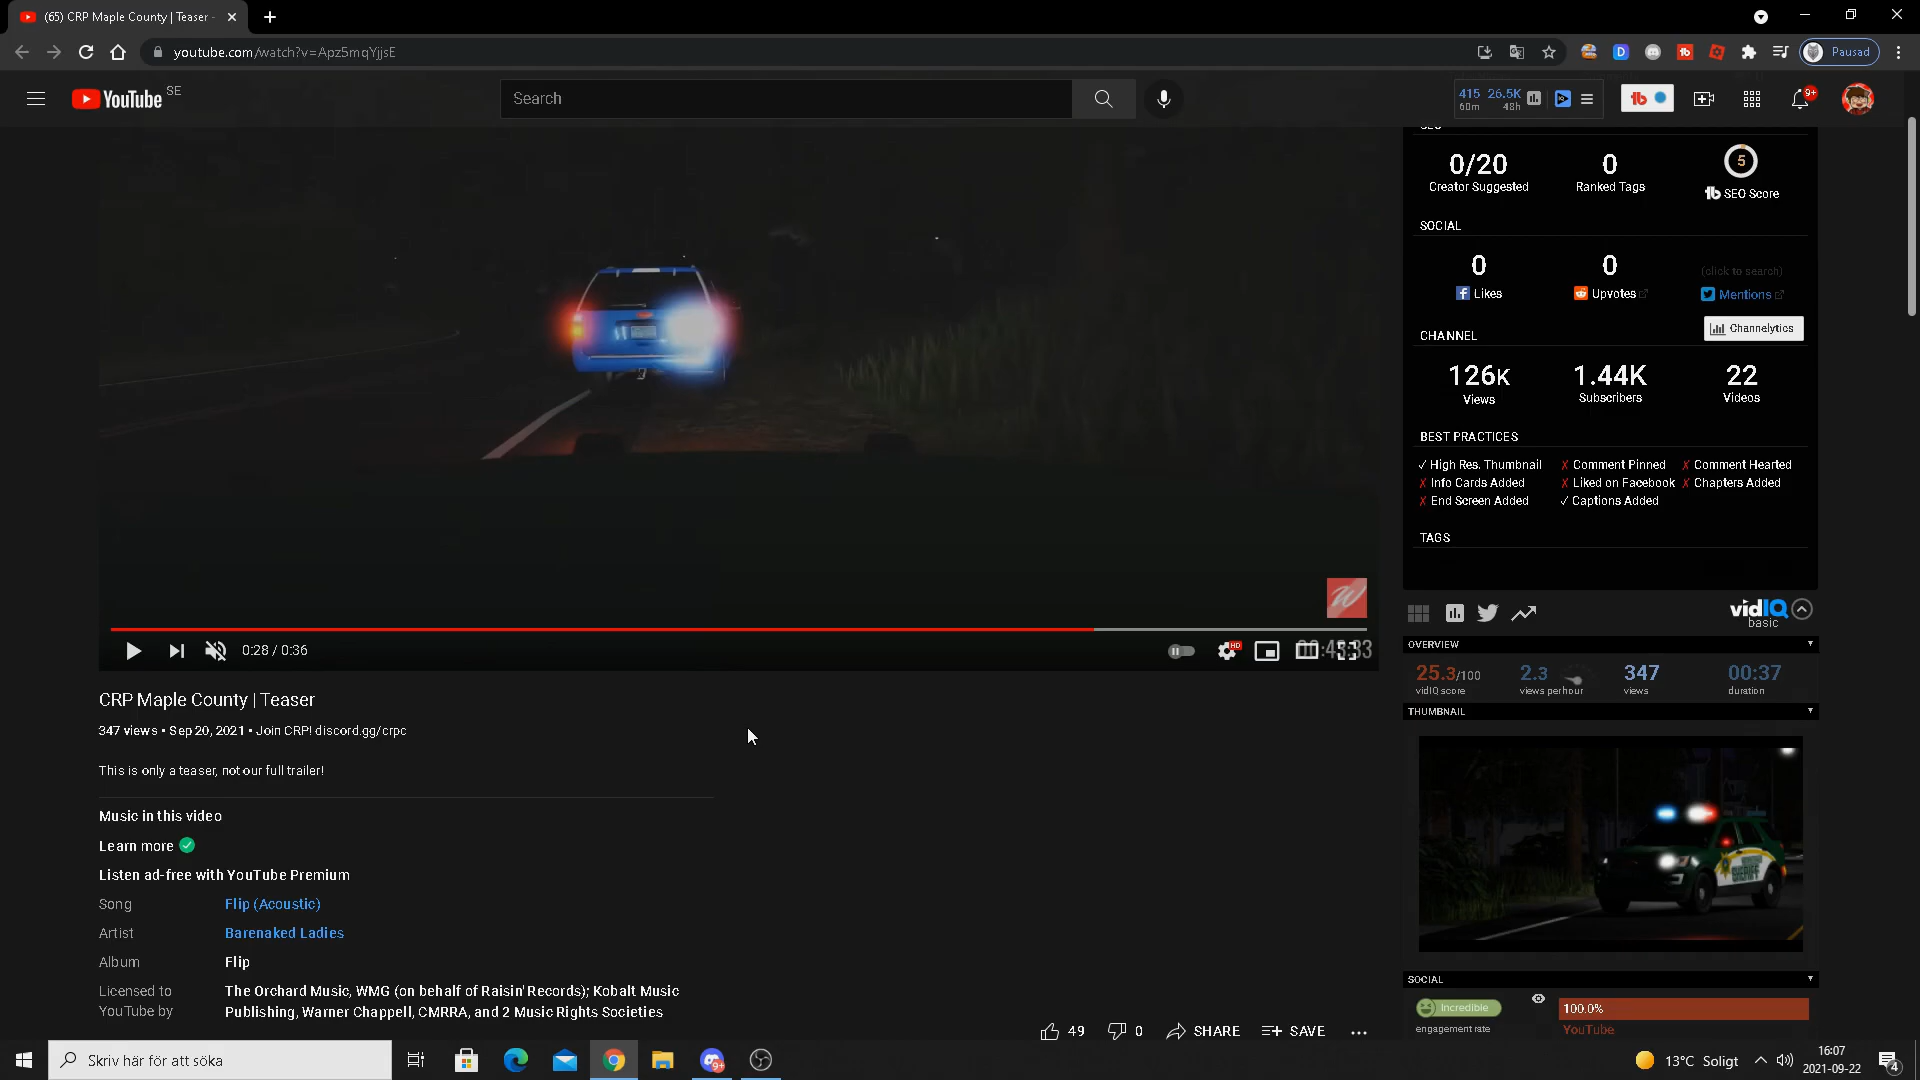 (65) CRP Maple County | Teaser -
youtube.com/watch?v=Apz5mqYjjsE
Pausad
YouTube SE
Search
415 26.5K
60m 48h
9+
0/20 0 5
Creator Suggested Ranked Tags SEO Score
SOCIAL
0 0 (click to search)
Likes Upvotes Mentions
CHANNEL Channelytics
126K 1.44K 22
Views Subscribers Videos
BEST PRACTICES
✓ High Res. Thumbnail ✗ Comment Pinned ✗ Comment Hearted
✗ Info Cards Added ✗ Liked on Facebook ✗ Chapters Added
✗ End Screen Added ✓ Captions Added
TAGS
vidIQ
basic
OVERVIEW
25.3/100 2.3 347 00:37
vidIQ score views per hour views duration
THUMBNAIL
SHERIFF
SOCIAL
Incredible 100.0%
engagement rate YouTube
W
0:28 / 0:36
HD
CRP Maple County | Teaser
347 views • Sep 20, 2021 • Join CRP! discord.gg/crpc
This is only a teaser, not our full trailer!
Music in this video
Learn more
Listen ad-free with YouTube Premium
Song Flip (Acoustic)
Artist Barenaked Ladies
Album Flip
Licensed to The Orchard Music, WMG (on behalf of Raisin' Records); Kobalt Music
YouTube by Publishing, Warner Chappell, CMRRA, and 2 Music Rights Societies
49 0 SHARE SAVE
Skriv här för att söka
9+
13°C Soligt
16:07
2021-09-22
4